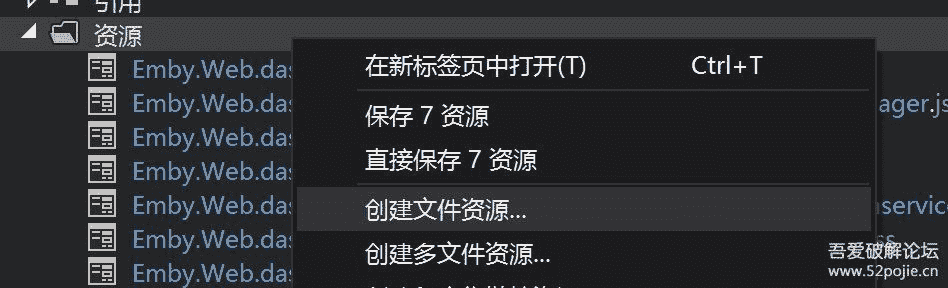 引用
资源
在新标签页中打开(T) Ctrl+T
Emby.Web.das
保存 7 资源
Emby.Web.das ager.js
Emby.Web.das
直接保存 7 资源
Emby.Web.das
创建文件资源...
Emby.Web.das nservic
Emby.Web.das ss
创建多文件资源...
Emby.Web.das
吾爱破解论坛
www.52pojie.cn